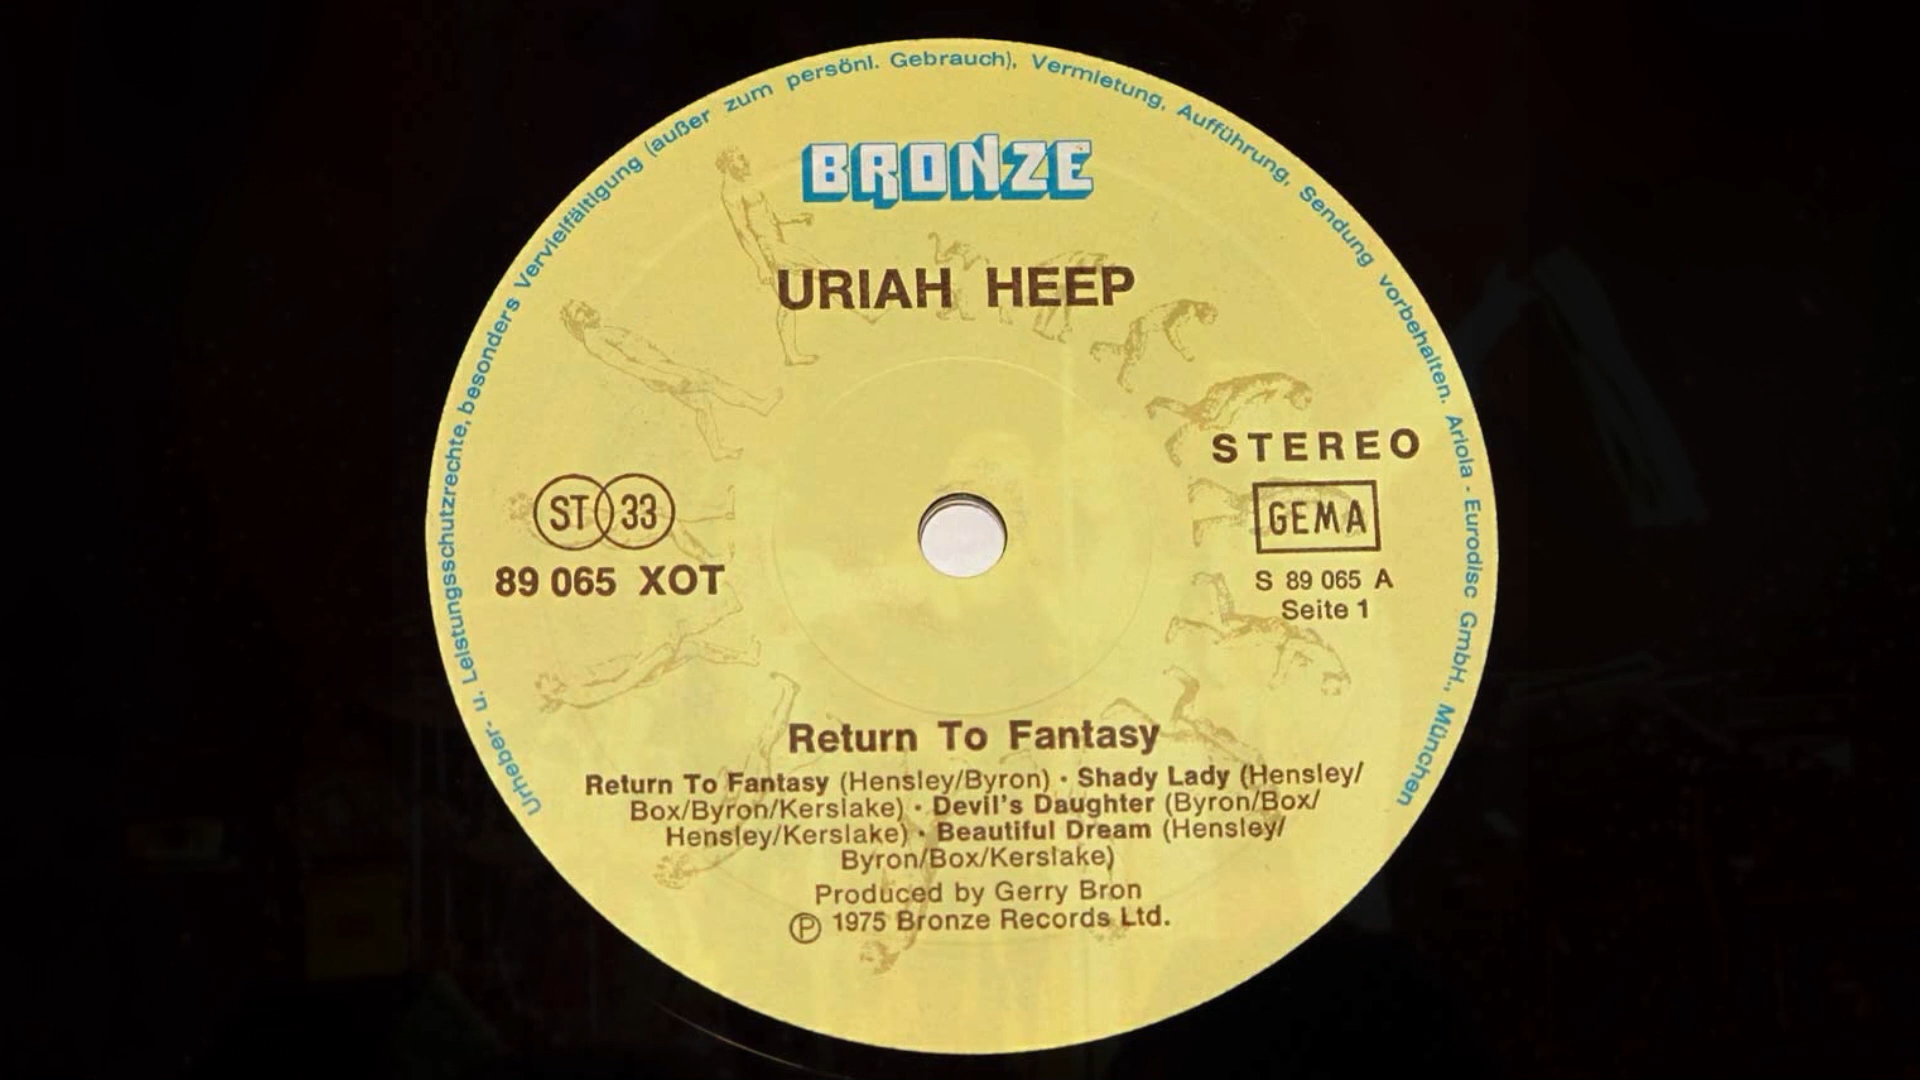 Urheber- u. Leistungsschutzrechte, besonders Vervielfältigung (außer zum persönl. Gebrauch), Vermietung, Aufführung, Sendung vorbehalten. Ariola - Eurodisc GmbH., München
BRONZE
URIAH HEEP
STEREO
ST 33
GEMA
89 065 XOT
S 89 065 A
Seite 1
Return To Fantasy
Return To Fantasy (Hensley/Byron) · Shady Lady (Hensley/
Box/Byron/Kerslake) · Devil's Daughter (Byron/Box/
Hensley/Kerslake) · Beautiful Dream (Hensley/
Byron/Box/Kerslake)
Produced by Gerry Bron
Ⓟ 1975 Bronze Records Ltd.